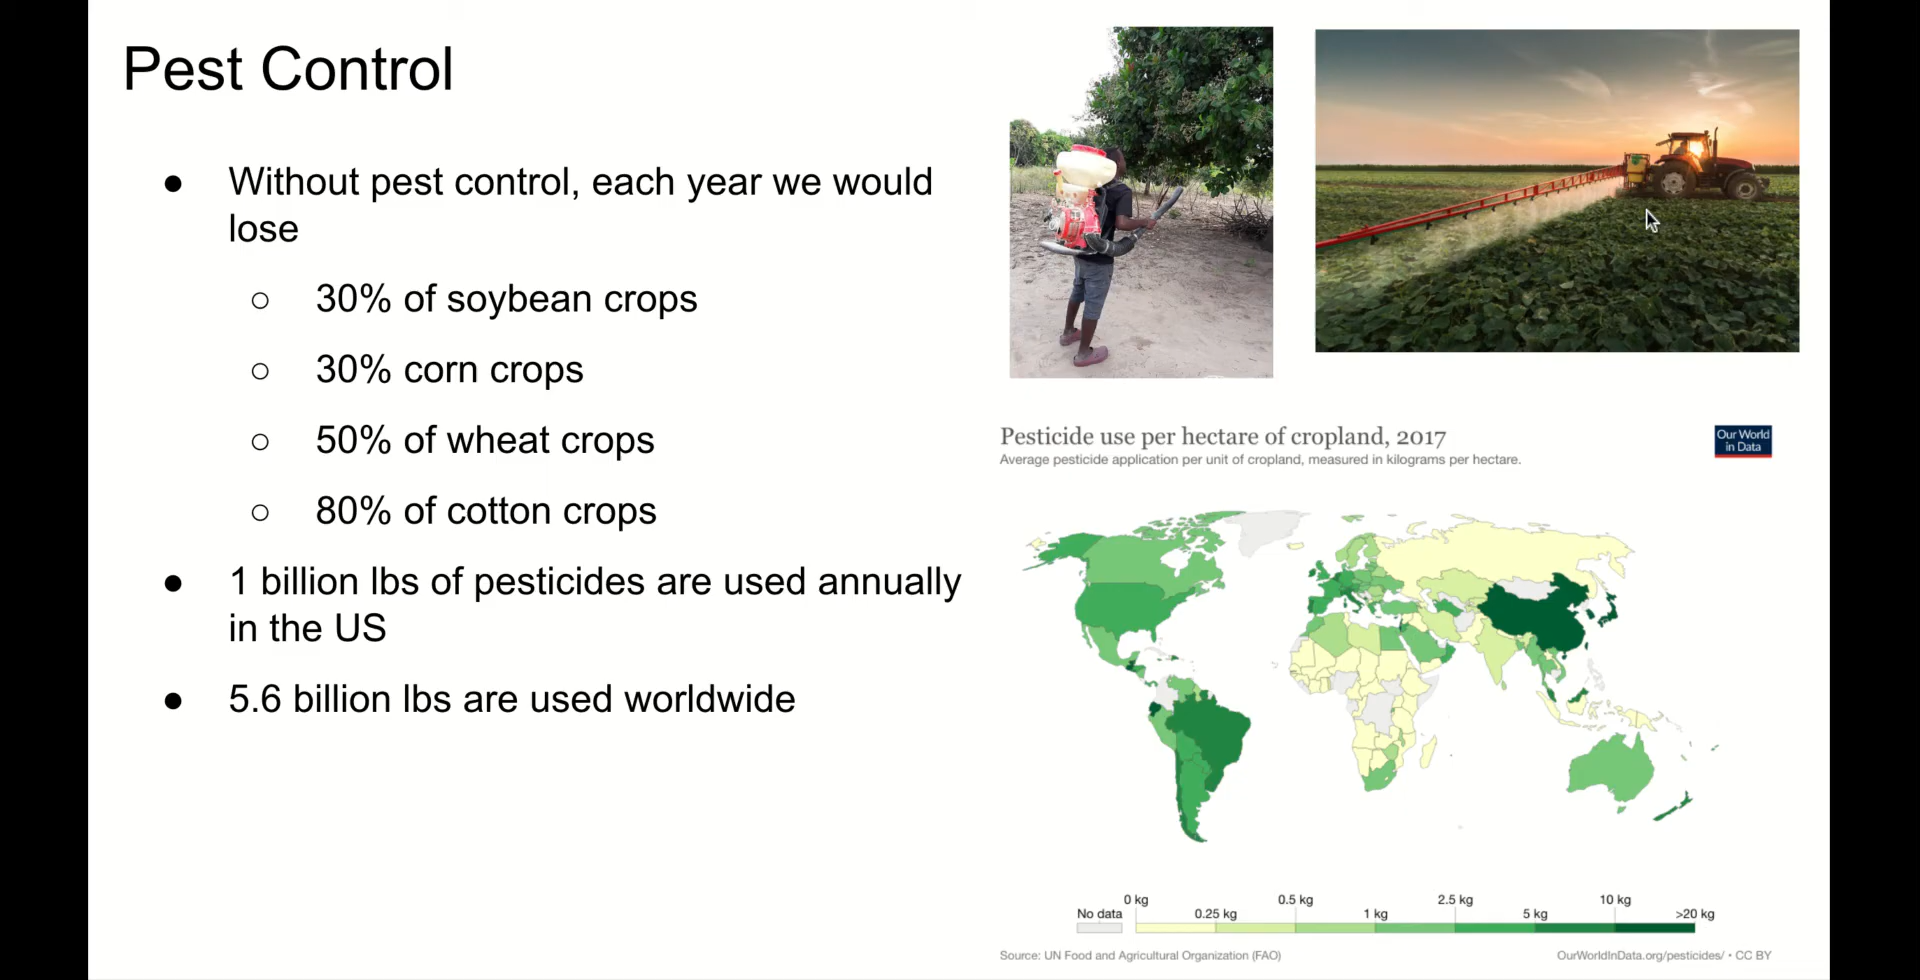 Pest Control
● Without pest control, each year we would
lose
○ 30% of soybean crops
○ 30% corn crops
○ 50% of wheat crops
○ 80% of cotton crops
● 1 billion lbs of pesticides are used annually
in the US
● 5.6 billion lbs are used worldwide
Pesticide use per hectare of cropland, 2017
Average pesticide application per unit of cropland, measured in kilograms per hectare.
Our World
in Data
No data
0 kg
0.25 kg
0.5 kg
1 kg
2.5 kg
5 kg
10 kg
>20 kg
Source: UN Food and Agricultural Organization (FAO)
OurWorldInData.org/pesticides/ • CC BY